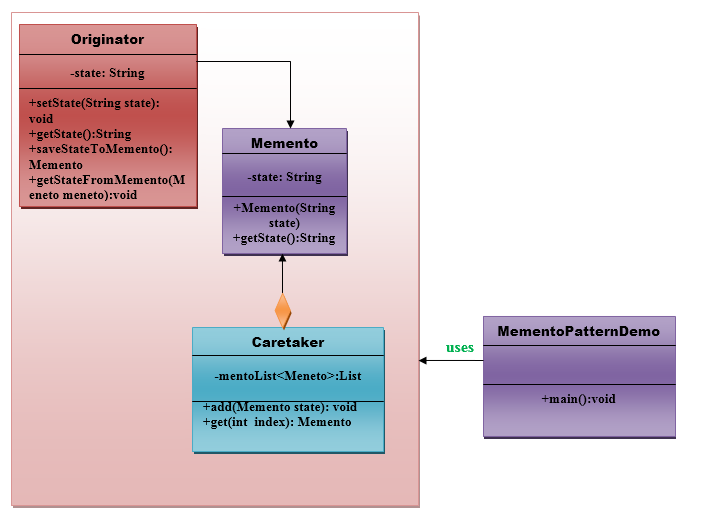 Originator
-state: String
+setState(String state):
void
+getState():String
+saveStateToMemento():
Memento
+getStateFromMemento(M
eneto meneto):void
Memento
-state: String
+Memento(String
state)
+getState():String
Caretaker
-mentoList<Meneto>:List
+add(Memento state): void
+get(int index): Memento
uses
MementoPatternDemo
+main():void